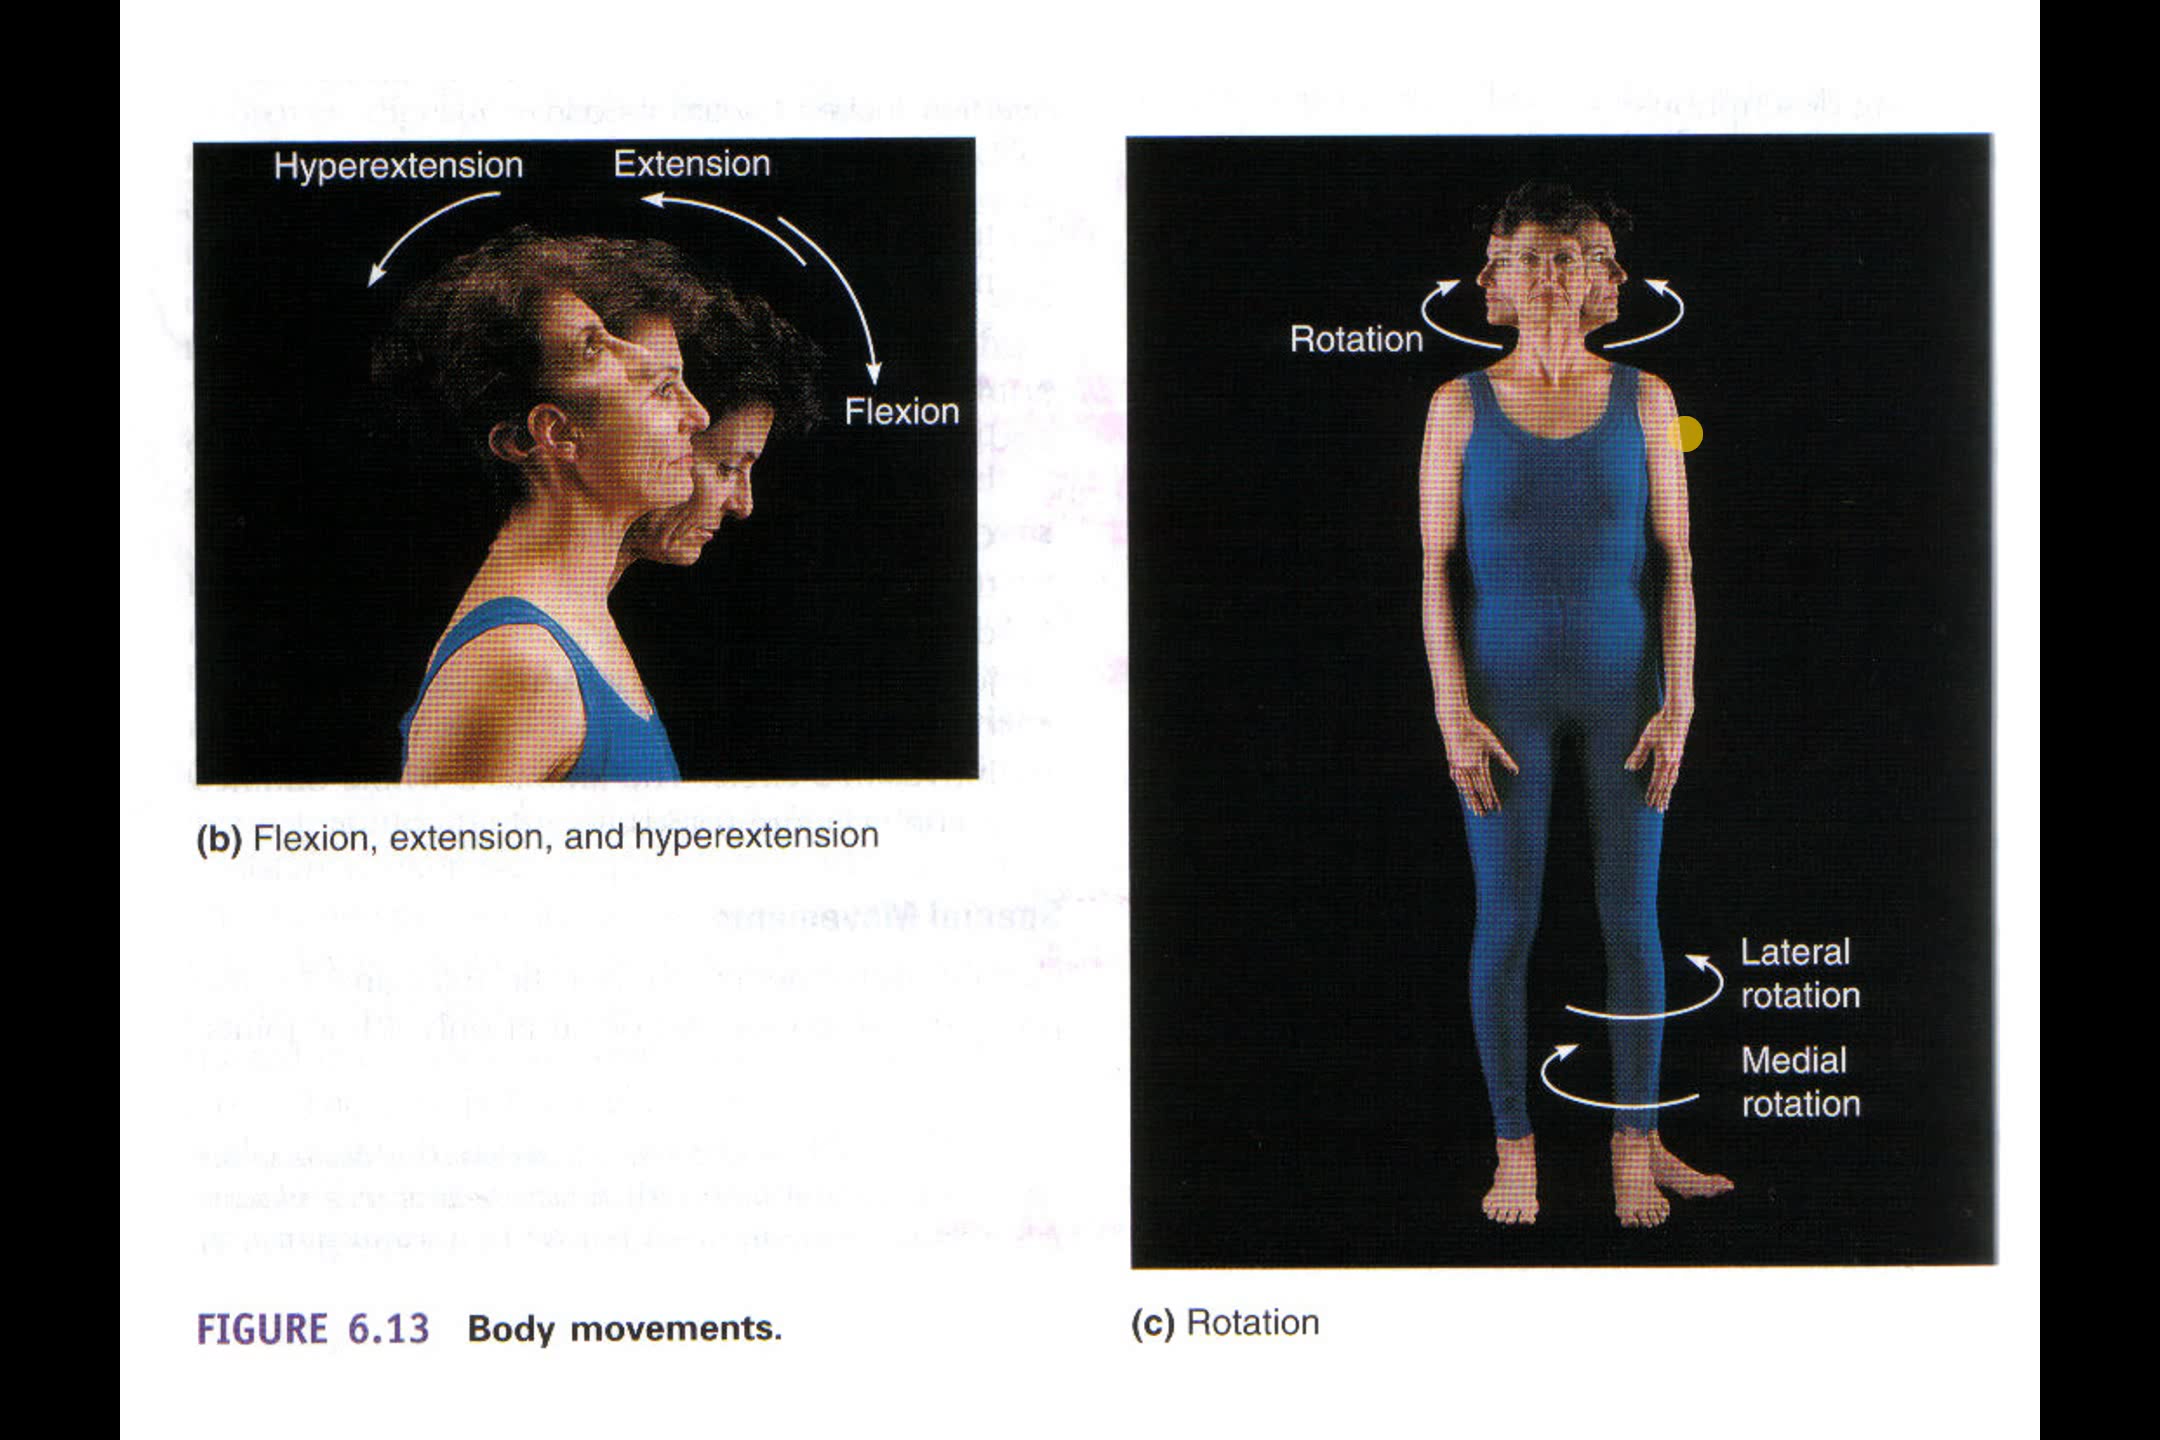 Hyperextension
Extension
Flexion
(b) Flexion, extension, and hyperextension
FIGURE 6.13 Body movements.
Rotation
Lateral
rotation
Medial
rotation
(c) Rotation